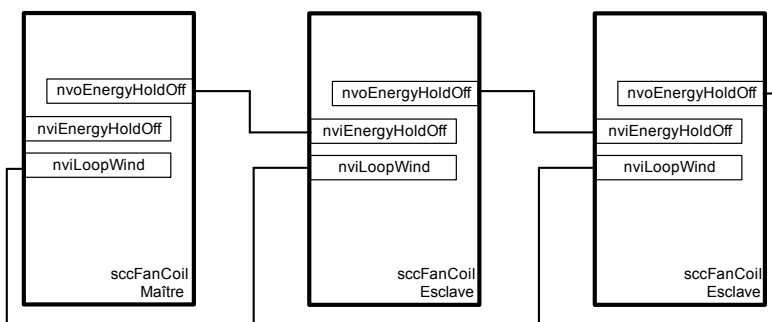 nvoEnergyHoldOff
nviEnergyHoldOff
nviLoopWind
sccFanCoil
Maître
nvoEnergyHoldOff
nviEnergyHoldOff
nviLoopWind
sccFanCoil
Esclave
nvoEnergyHoldOff
nviEnergyHoldOff
nviLoopWind
sccFanCoil
Esclave